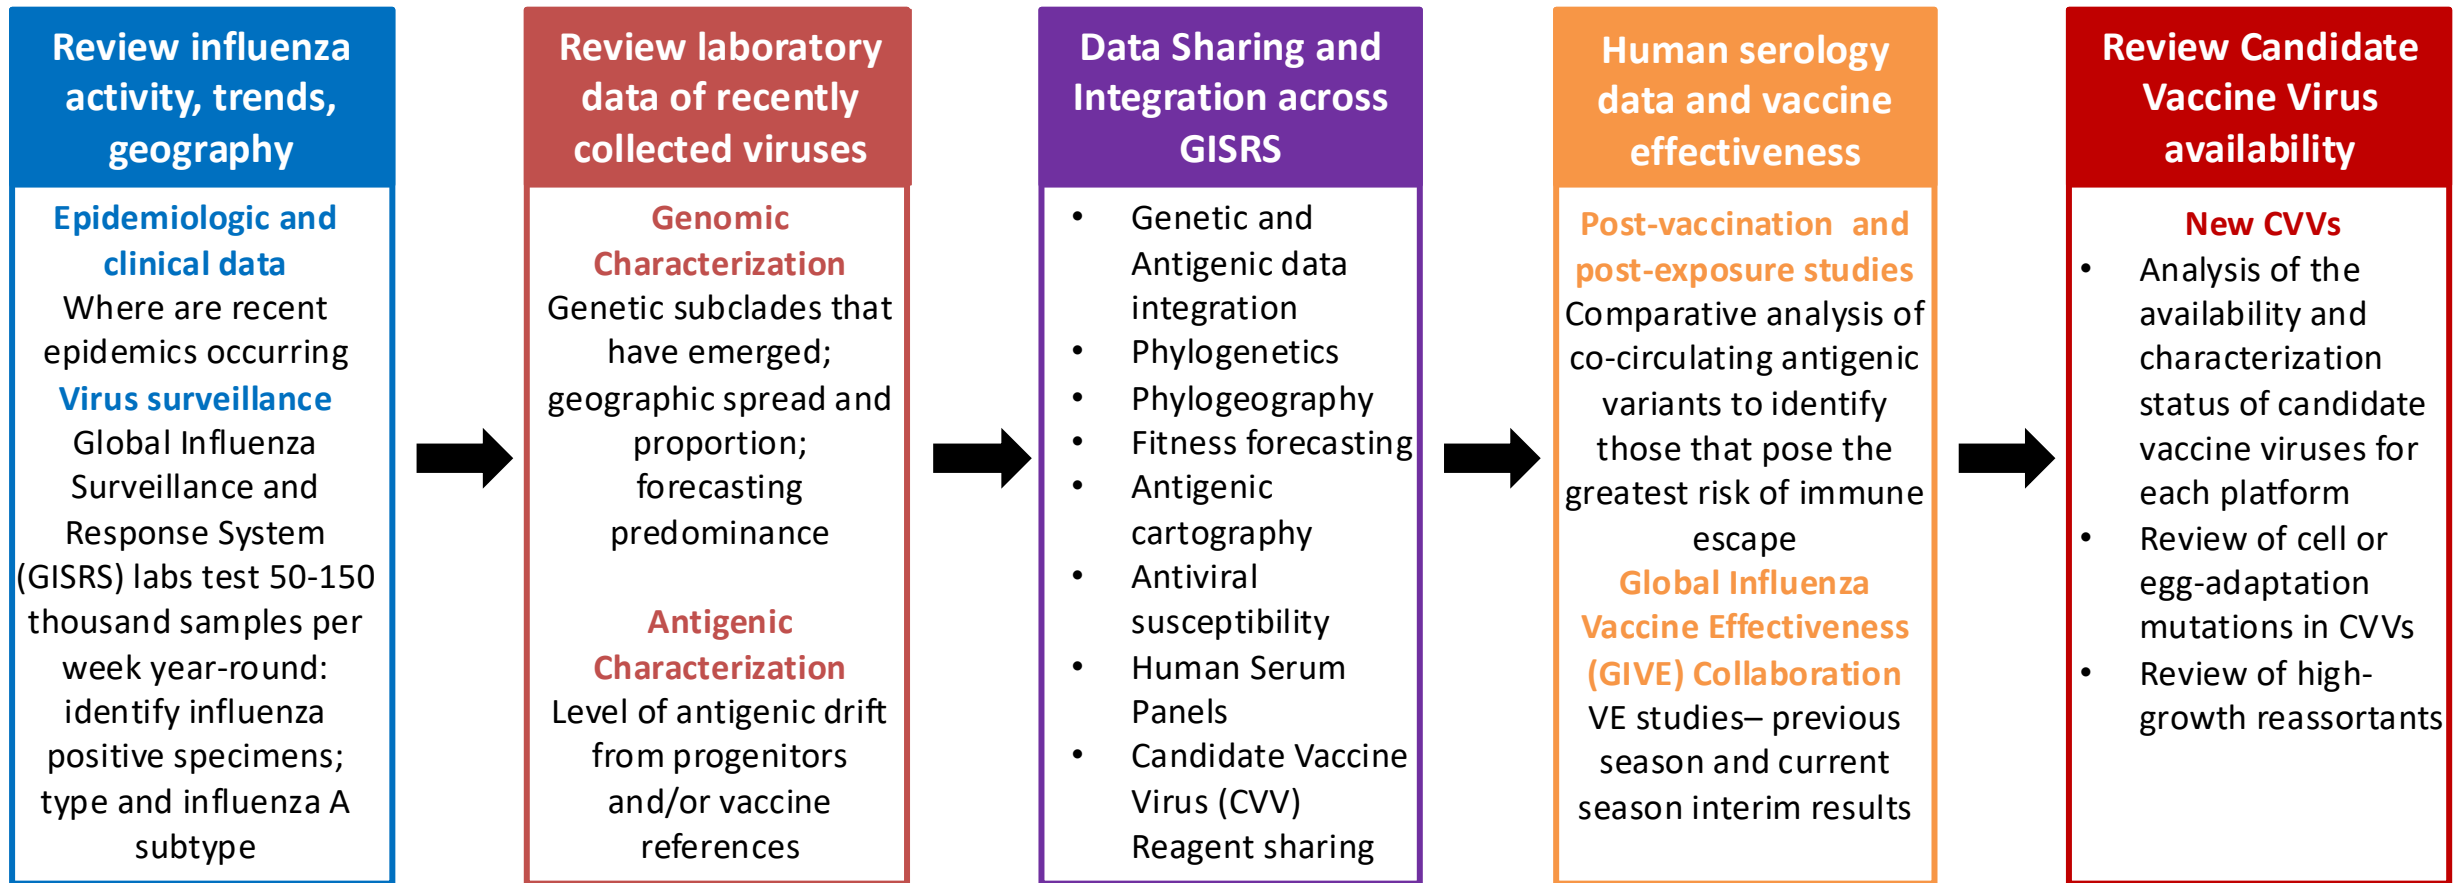 Review influenza
activity, trends,
geography
Epidemiologic and
clinical data
Where are recent
epidemics occurring
Virus surveillance
Global Influenza
Surveillance and
Response System
(GISRS) labs test 50-150
thousand samples per
week year-round:
identify influenza
positive specimens;
type and influenza A
subtype
Review laboratory
data of recently
collected viruses
Genomic
Characterization
Genetic subclades that
have emerged;
geographic spread and
proportion;
forecasting
predominance
Antigenic
Characterization
Level of antigenic drift
from progenitors
and/or vaccine
references
Data Sharing and
Integration across
GISRS
• Genetic and
Antigenic data
integration
• Phylogenetics
• Phylogeography
• Fitness forecasting
• Antigenic
cartography
• Antiviral
susceptibility
• Human Serum
Panels
• Candidate Vaccine
Virus (CVV)
Reagent sharing
Human serology
data and vaccine
effectiveness
Post-vaccination and
post-exposure studies
Comparative analysis of
co-circulating antigenic
variants to identify
those that pose the
greatest risk of immune
escape
Global Influenza
Vaccine Effectiveness
(GIVE) Collaboration
VE studies– previous
season and current
season interim results
Review Candidate
Vaccine Virus
availability
New CVVs
• Analysis of the
availability and
characterization
status of candidate
vaccine viruses for
each platform
• Review of cell or
egg-adaptation
mutations in CVVs
• Review of high-
growth reassortants